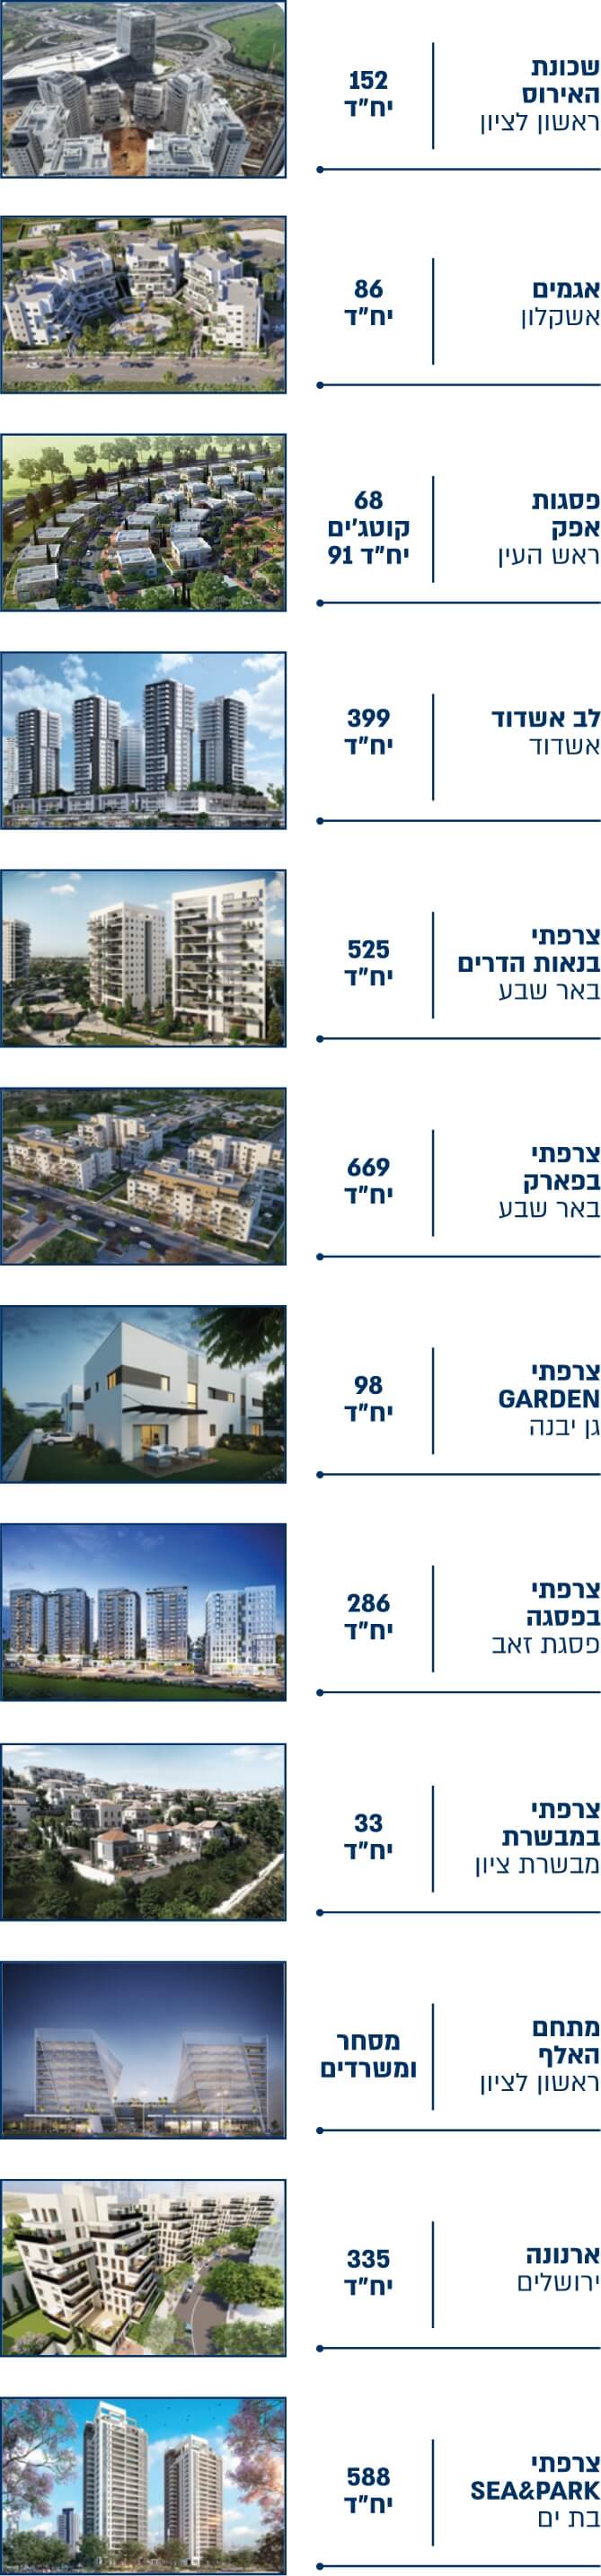 שכונת
האירוס
ראשון לציון
152
יח"ד
אגמים
אשקלון
86
יח"ד
פסגות
אפק
ראש העין
68
קוטג'ים
91 יח"ד
לב אשדוד
אשדוד
399
יח"ד
צרפתי
בנאות הדרים
באר שבע
525
יח"ד
צרפתי
בפארק
באר שבע
669
יח"ד
צרפתי
GARDEN
גן יבנה
98
יח"ד
צרפתי
בפסגה
פסגת זאב
286
יח"ד
צרפתי
במבשרת
מבשרת ציון
33
יח"ד
מתחם
האלף
ראשון לציון
מסחר
ומשרדים
ארנונה
ירושלים
335
יח"ד
צרפתי
SEA&PARK
בת ים
588
יח"ד